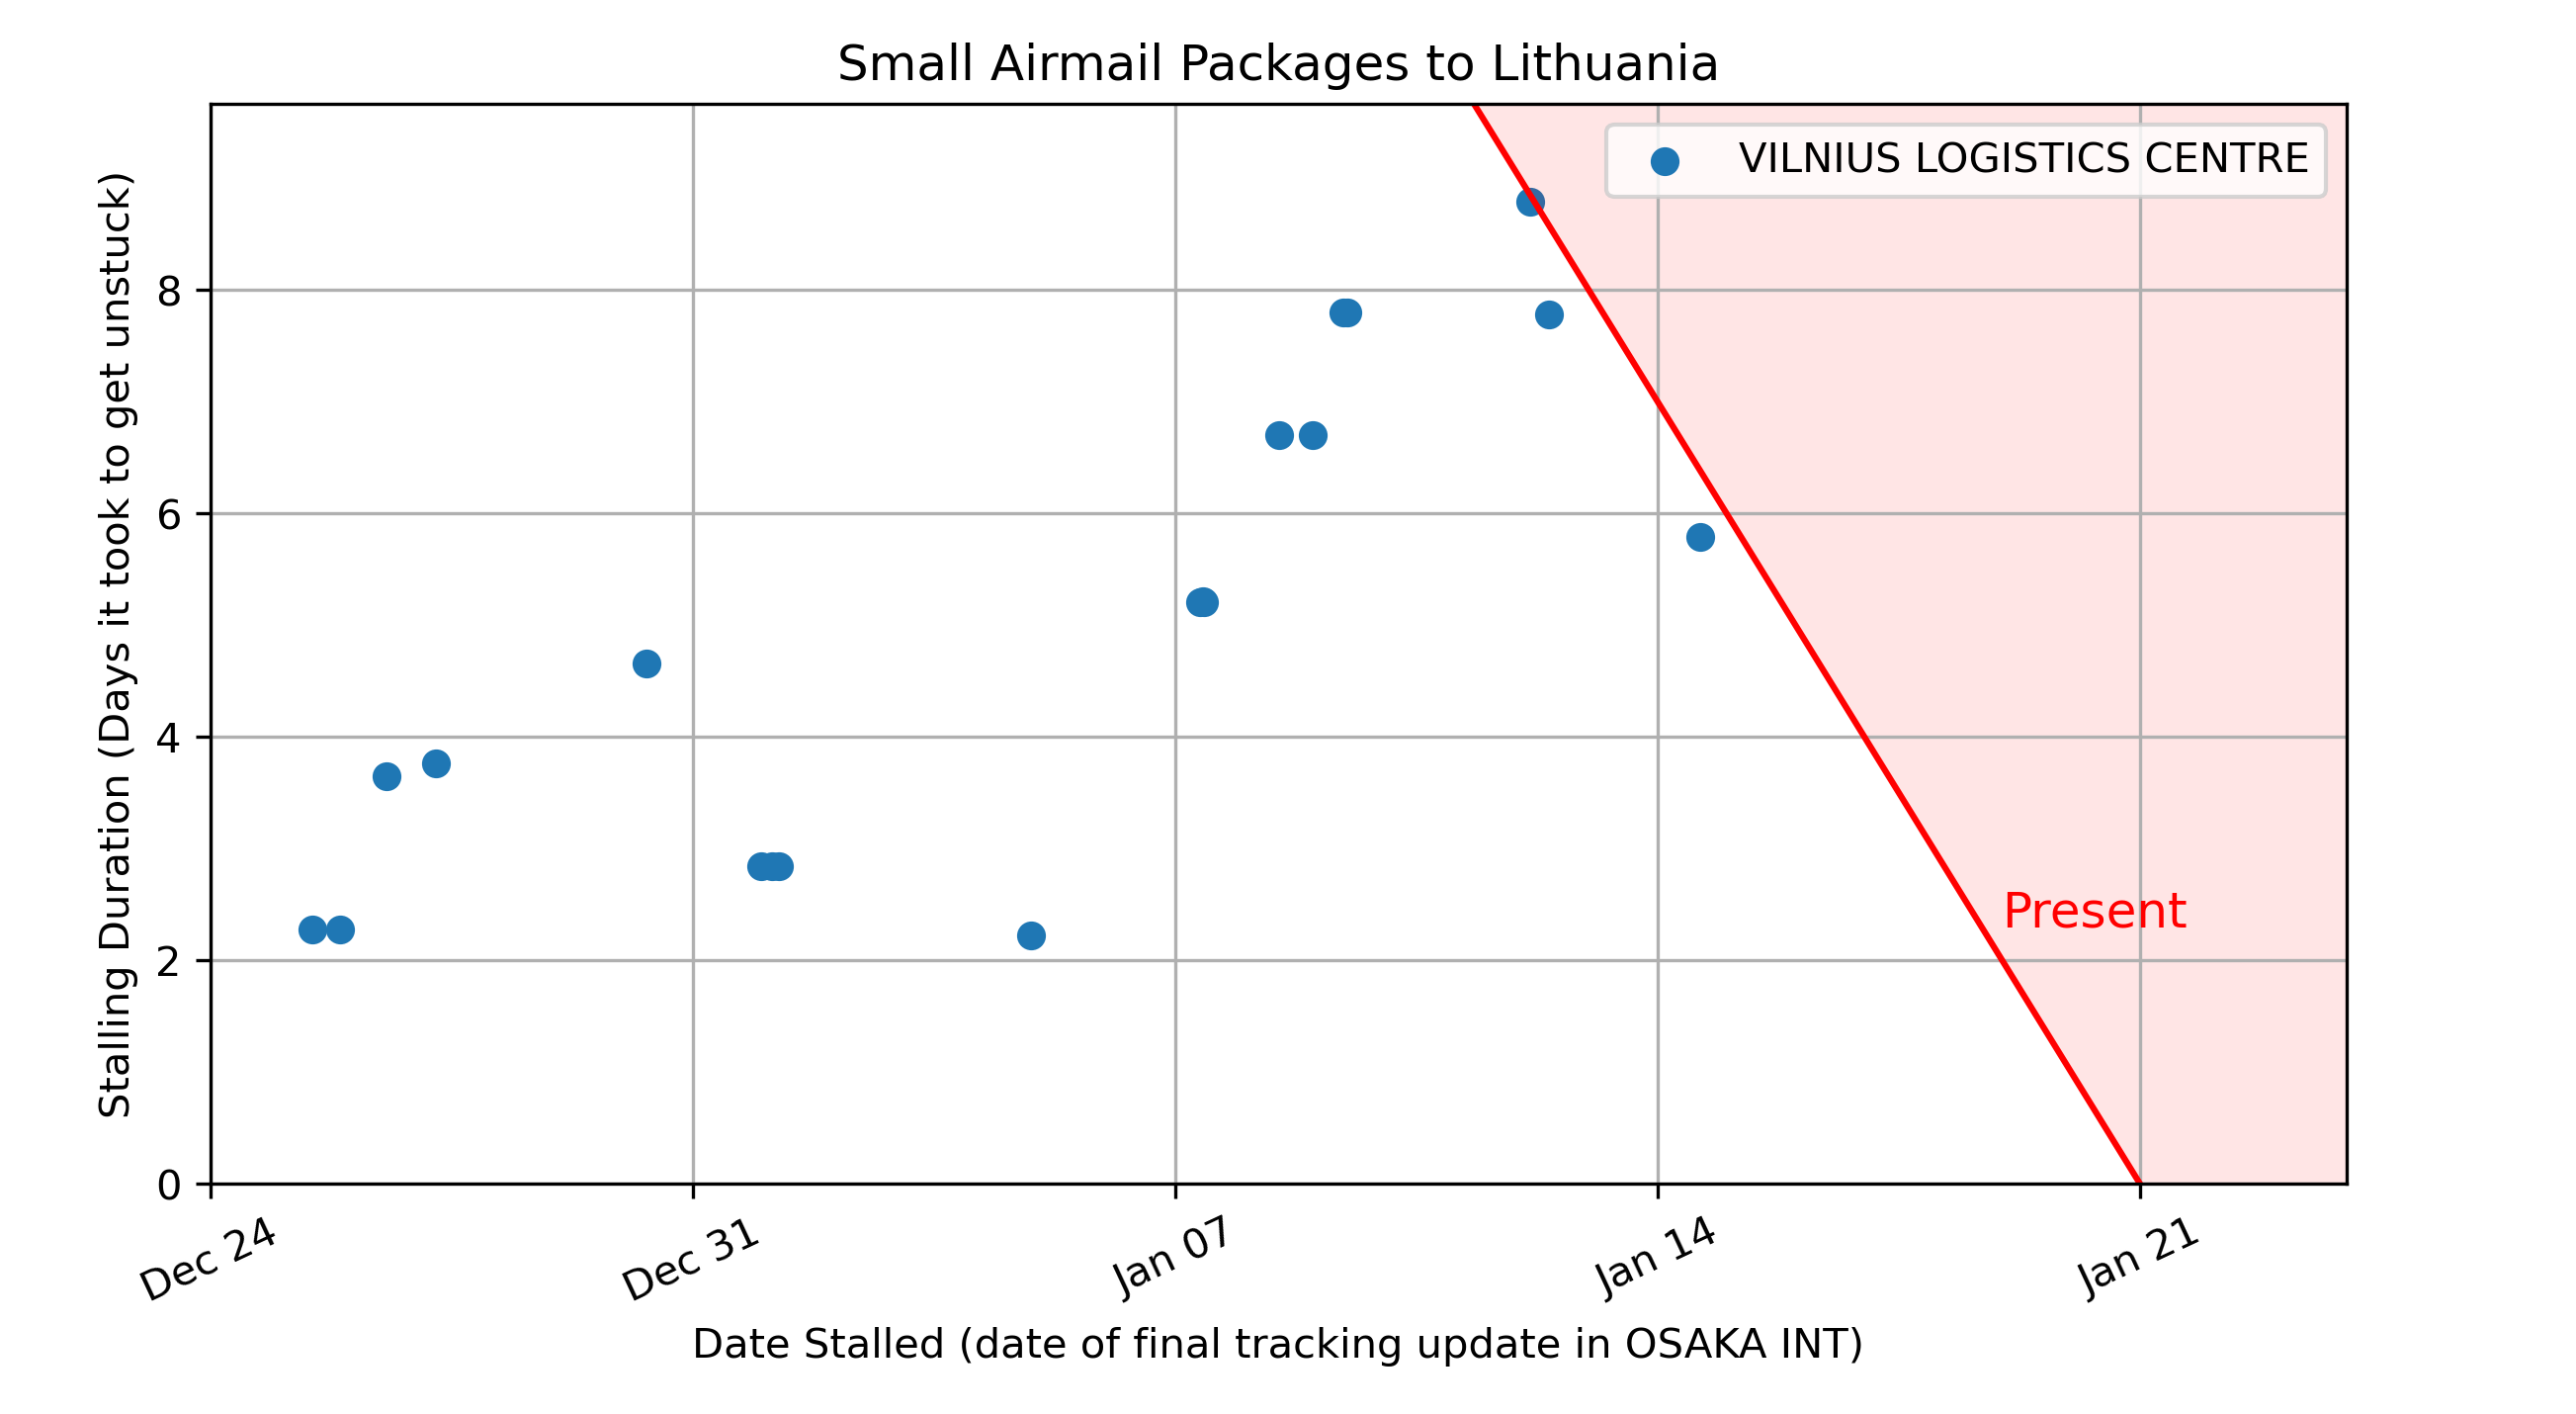 Small Airmail Packages to Lithuania
VILNIUS LOGISTICS CENTRE
Stalling Duration (Days it took to get unstuck)
8
6
4
2
0
Present
Dec 24
Dec 31
Jan 07
Jan 14
Jan 21
Date Stalled (date of final tracking update in OSAKA INT)